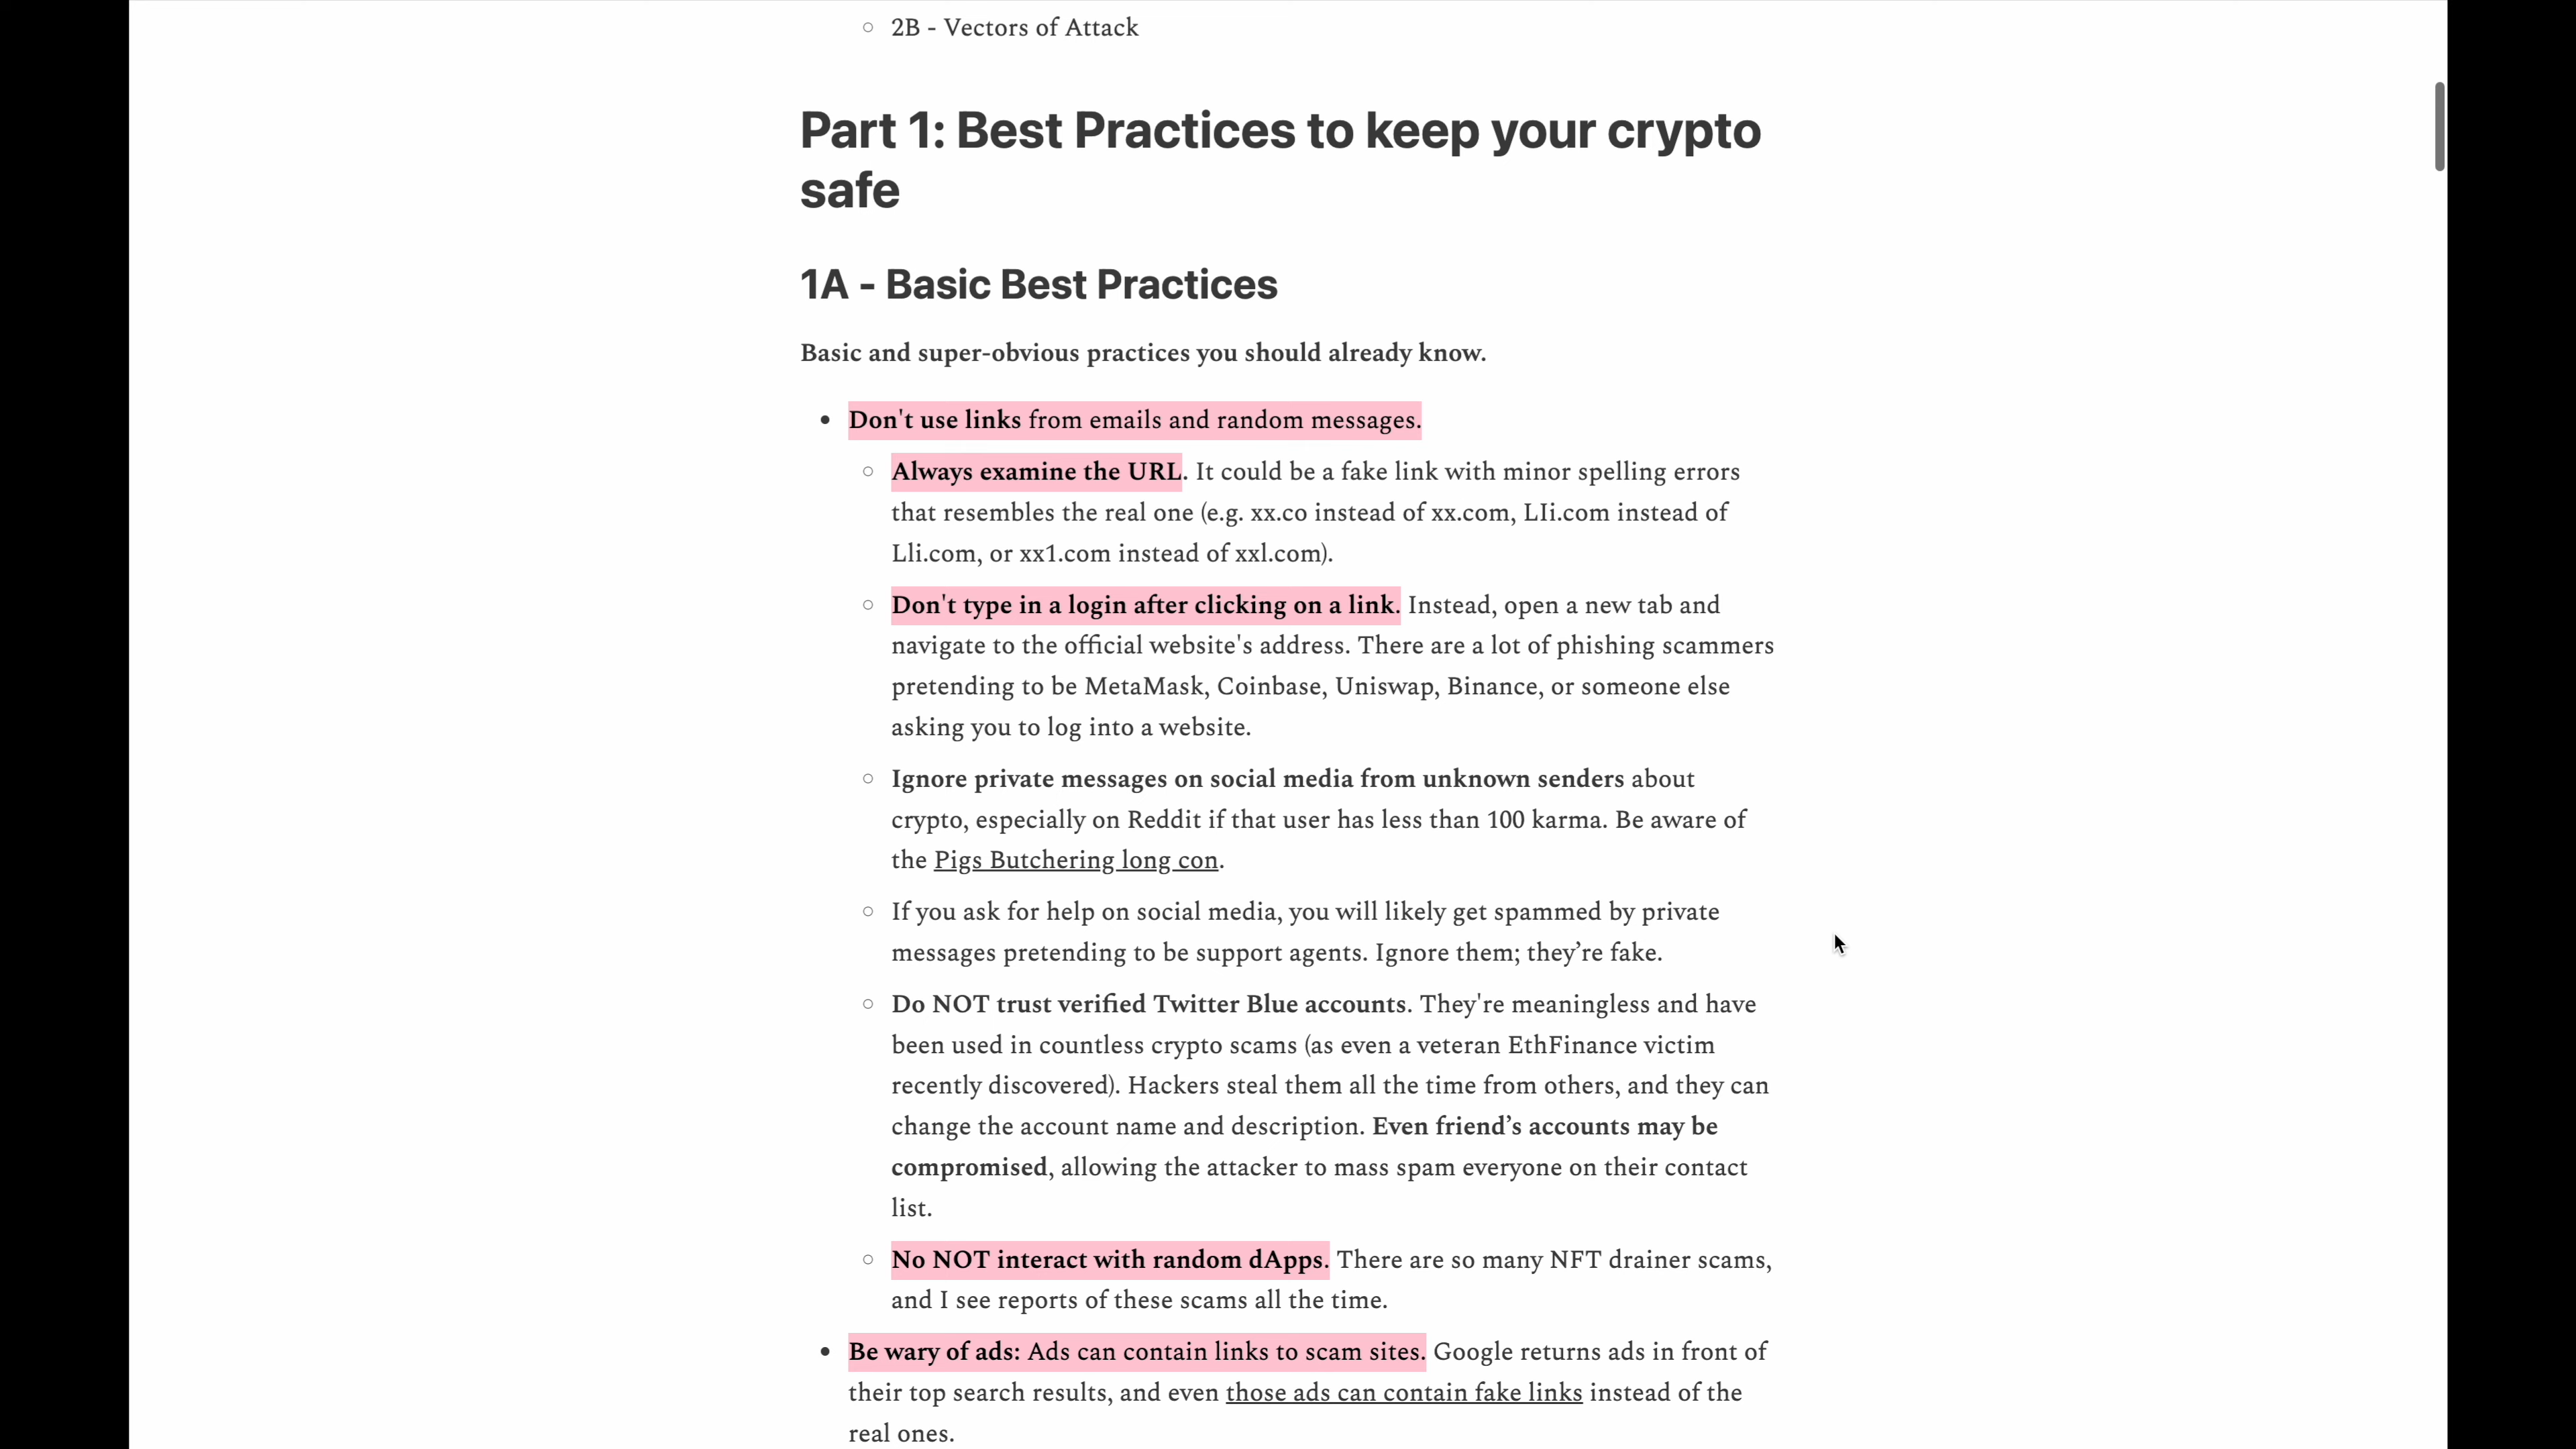 2B - Vectors of Attack
Part 1: Best Practices to keep your crypto
safe
1A - Basic Best Practices
Basic and super-obvious practices you should already know.
Don't use links from emails and random messages.
Always examine the URL. It could be a fake link with minor spelling errors
that resembles the real one (e.g. xx.co instead of xx.com, LIi.com instead of
Lli.com, or xx1.com instead of xxl.com).
Don't type in a login after clicking on a link. Instead, open a new tab and
navigate to the official website's address. There are a lot of phishing scammers
pretending to be MetaMask, Coinbase, Uniswap, Binance, or someone else
asking you to log into a website.
Ignore private messages on social media from unknown senders about
crypto, especially on Reddit if that user has less than 100 karma. Be aware of
the Pigs Butchering long con.
If you ask for help on social media, you will likely get spammed by private
messages pretending to be support agents. Ignore them; they’re fake.
Do NOT trust verified Twitter Blue accounts. They're meaningless and have
been used in countless crypto scams (as even a veteran EthFinance victim
recently discovered). Hackers steal them all the time from others, and they can
change the account name and description. Even friend’s accounts may be
compromised, allowing the attacker to mass spam everyone on their contact
list.
No NOT interact with random dApps. There are so many NFT drainer scams,
and I see reports of these scams all the time.
Be wary of ads: Ads can contain links to scam sites. Google returns ads in front of
their top search results, and even those ads can contain fake links instead of the
real ones.